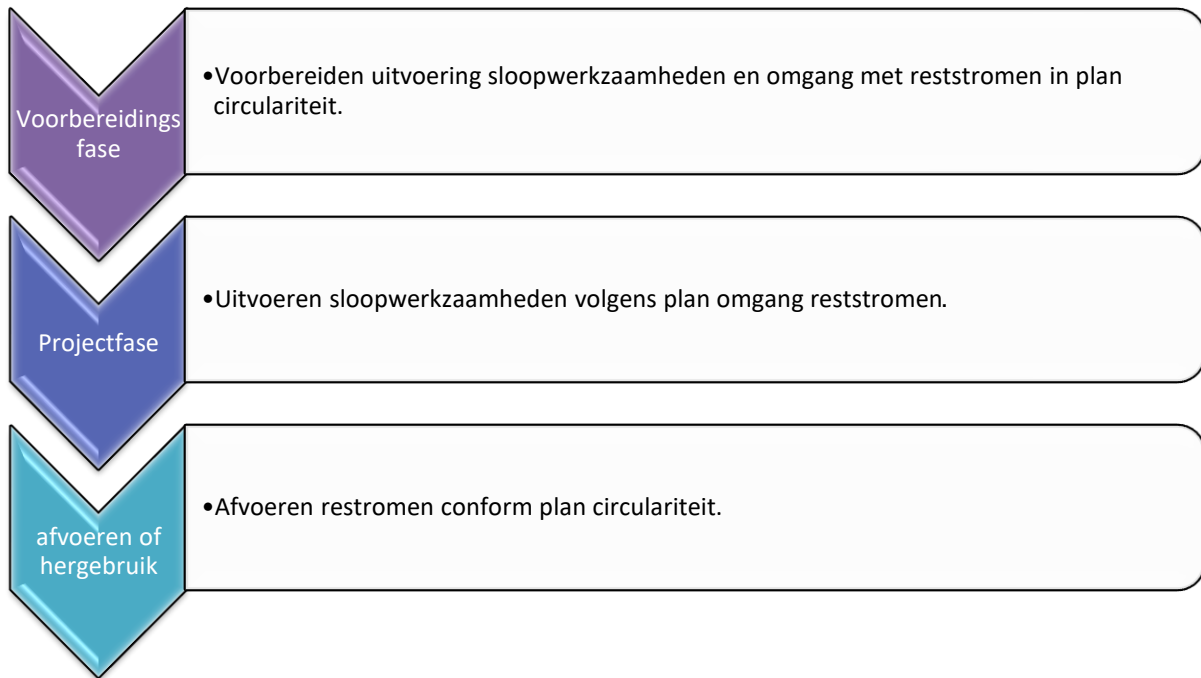 Voorbereidings
fase
•Voorbereiden uitvoering sloopwerkzaamheden en omgang met reststromen in plan
circulariteit.
Projectfase
•Uitvoeren sloopwerkzaamheden volgens plan omgang reststromen.
afvoeren of
hergebruik
•Afvoeren restromen conform plan circulariteit.